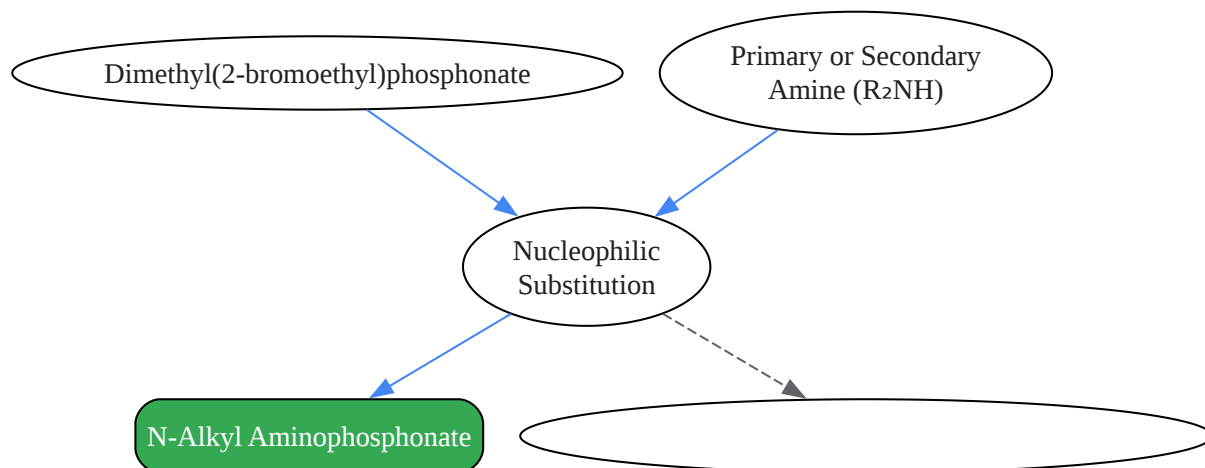 Dimethyl(2-bromoethyl)phosphonate
Primary or Secondary
Amine (R₂NH)
Nucleophilic
Substitution
N-Alkyl Aminophosphonate